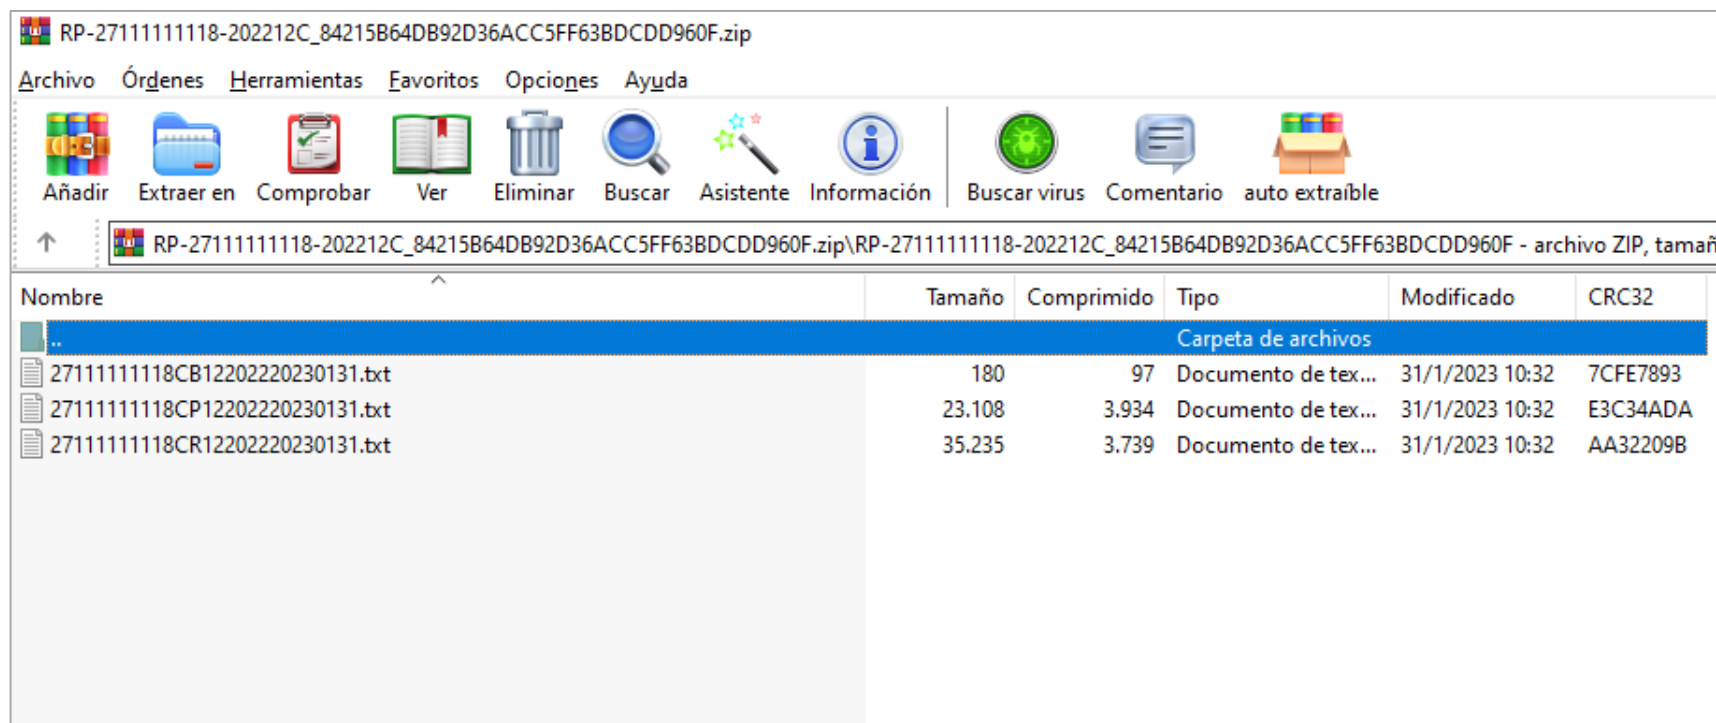 RP-27111111118-202212C_84215B64DB92D36ACC5FF63BDCDD960F.zip
Archivo Órdenes Herramientas Favoritos Opciones Ayuda
Añadir Extraer en Comprobar Ver Eliminar Buscar Asistente Información Buscar virus Comentario auto extraíble
RP-27111111118-202212C_84215B64DB92D36ACC5FF63BDCDD960F.zip\RP-27111111118-202212C_84215B64DB92D36ACC5FF63BDCDD960F - archivo ZIP, tamañ
Nombre Tamaño Comprimido Tipo Modificado CRC32
.. Carpeta de archivos
27111111118CB12202220230131.txt 180 97 Documento de tex... 31/1/2023 10:32 7CFE7893
27111111118CP12202220230131.txt 23.108 3.934 Documento de tex... 31/1/2023 10:32 E3C34ADA
27111111118CR12202220230131.txt 35.235 3.739 Documento de tex... 31/1/2023 10:32 AA32209B